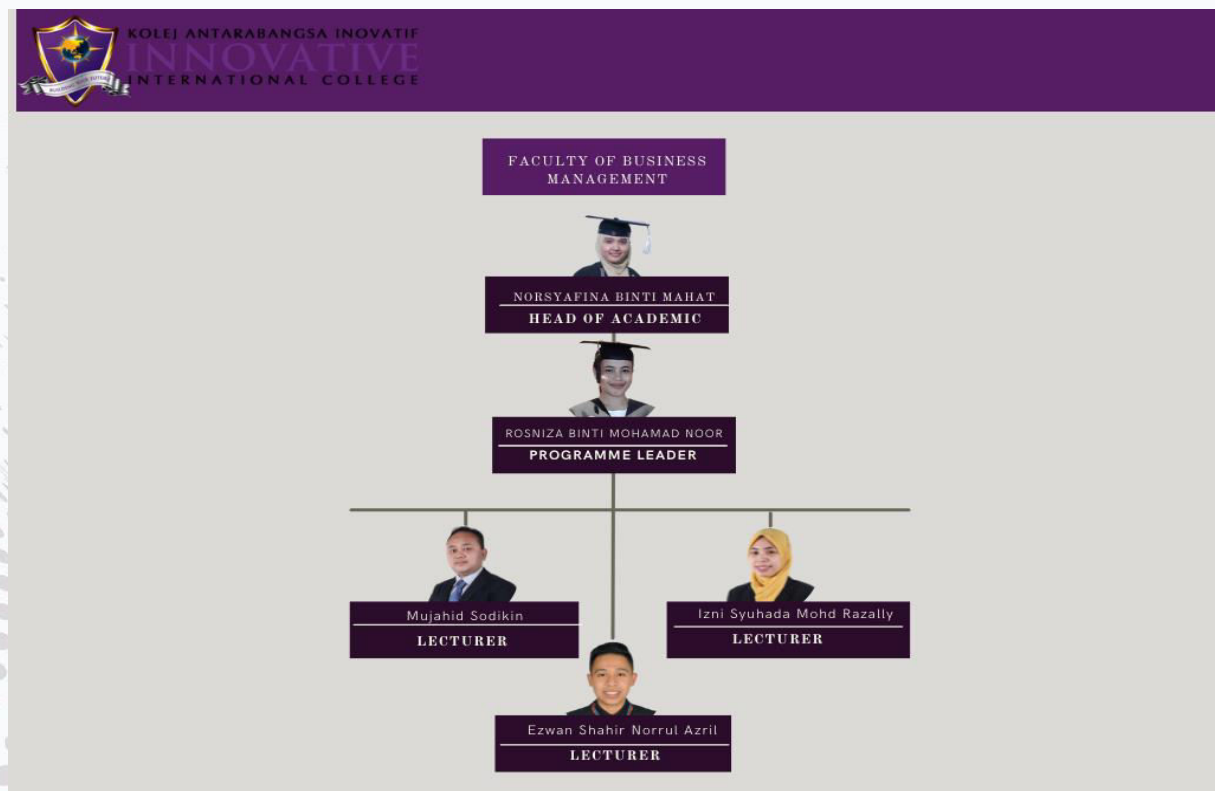 KOLEJ ANTARABANGSA INOVATIF
INNOVATIVE
INTERNATIONAL COLLEGE
FACULTY OF BUSINESS
MANAGEMENT
NORSYAFINA BINTI MAHAT
HEAD OF ACADEMIC
ROSNIZA BINTI MOHAMAD NOOR
PROGRAMME LEADER
Mujahid Sodikin
LECTURER
Izni Syuhada Mohd Razally
LECTURER
Ezwan Shahir Norrul Azril
LECTURER